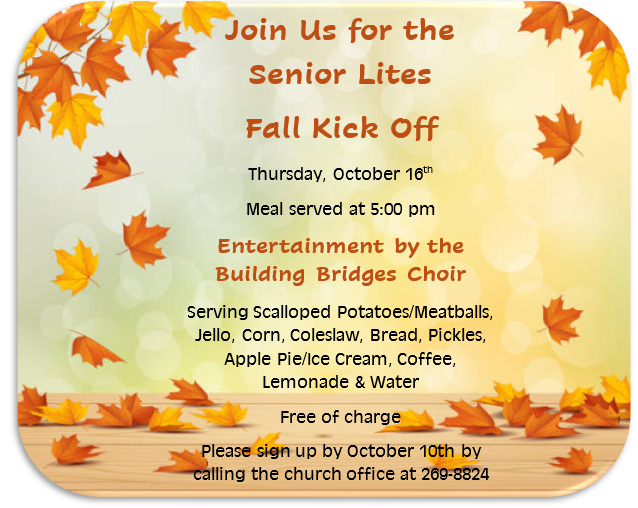 Join Us for the
Senior Lites
Fall Kick Off
Thursday, October 16th
Meal served at 5:00 pm
Entertainment by the
Building Bridges Choir
Serving Scalloped Potatoes/Meatballs,
Jello, Corn, Coleslaw, Bread, Pickles,
Apple Pie/Ice Cream, Coffee,
Lemonade & Water
Free of charge
Please sign up by October 10th by
calling the church office at 269-8824